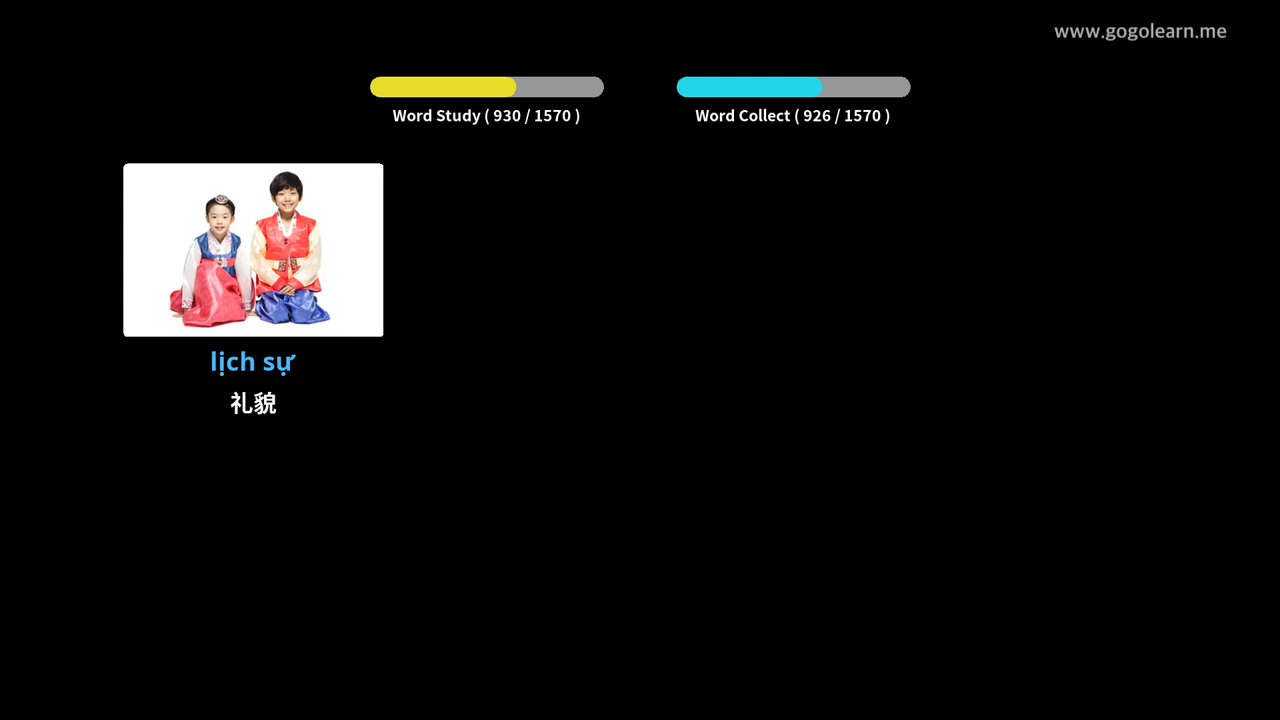 www.gogolearn.me
Word Study ( 930 / 1570 )
Word Collect ( 926 / 1570 )
lịch sự
礼貌